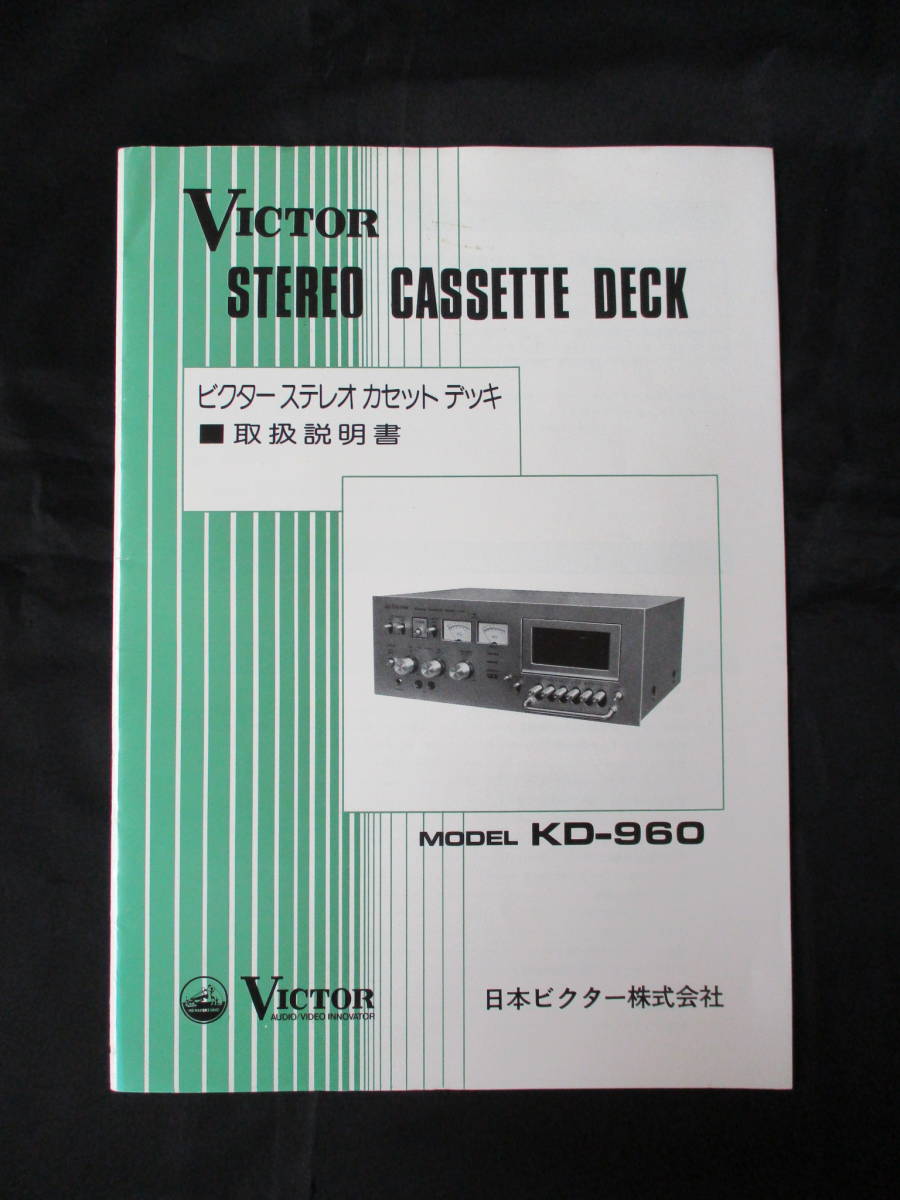 VICTOR
STEREO CASSETTE DECK
ビクター ステレオ カセット デッキ
■ 取扱説明書
MODEL KD-960
VICTOR
AUDIO/VIDEO INNOVATOR
日本ビクター株式会社